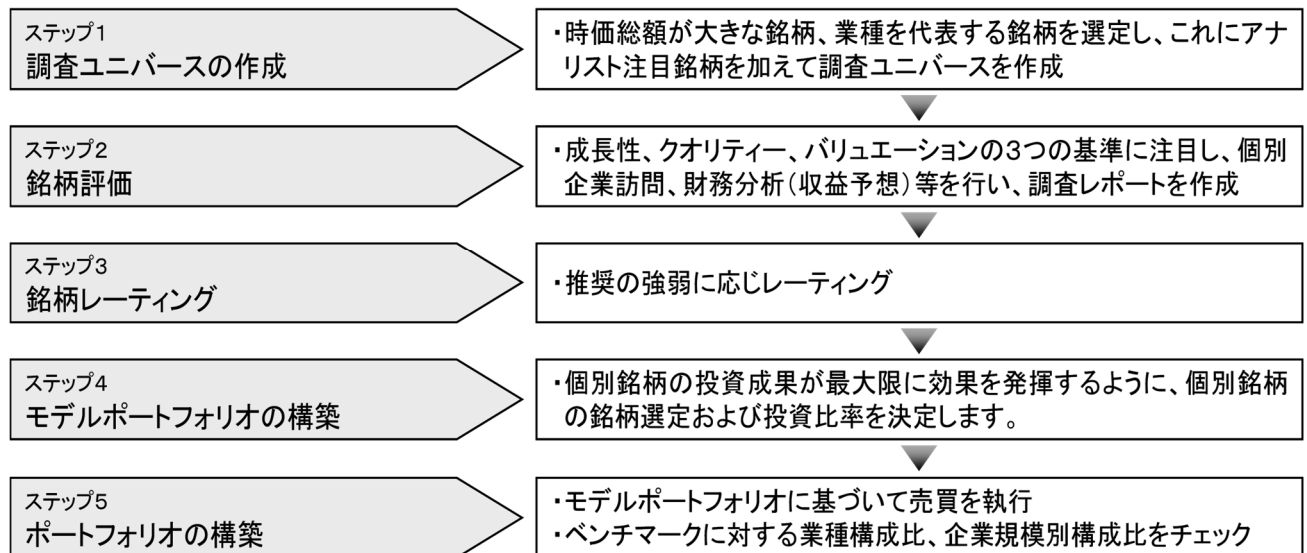 ステップ1
調査ユニバースの作成
・時価総額が大きな銘柄、業種を代表する銘柄を選定し、これにアナ
リスト注目銘柄を加えて調査ユニバースを作成
ステップ2
銘柄評価
・成長性、クオリティー、バリュエーションの3つの基準に注目し、個別
企業訪問、財務分析(収益予想)等を行い、調査レポートを作成
ステップ3
銘柄レーティング
・推奨の強弱に応じレーティング
ステップ4
モデルポートフォリオの構築
・個別銘柄の投資成果が最大限に効果を発揮するように、個別銘柄
の銘柄選定および投資比率を決定します。
ステップ5
ポートフォリオの構築
・モデルポートフォリオに基づいて売買を執行
・ベンチマークに対する業種構成比、企業規模別構成比をチェック